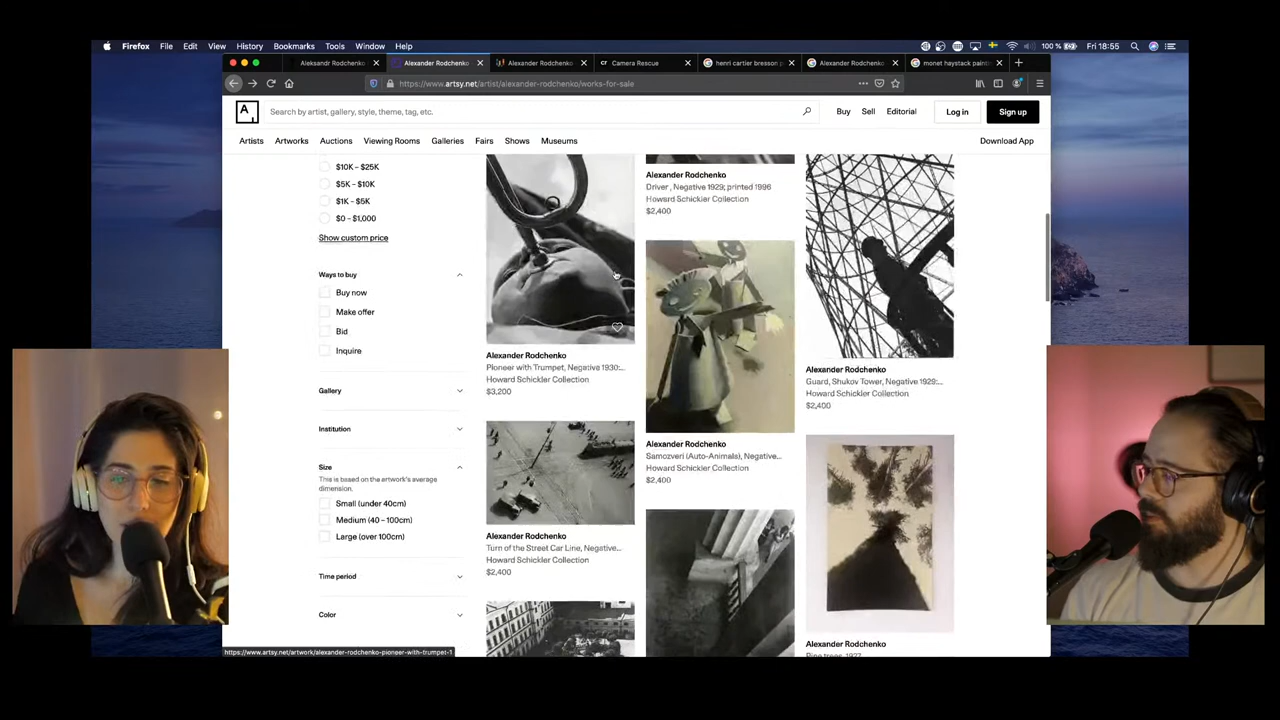 Firefox File Edit View History Bookmarks Tools Window Help
100 % Fri 18:55
Aleksandr Rodchenko
Alexander Rodchenko
Alexander Rodchenko
Camera Rescue
henri cartier bresson p
Alexander Rodchenko
monet haystack paintin
https://www.artsy.net/artist/alexander-rodchenko/works-for-sale
A
Search by artist, gallery, style, theme, tag, etc.
Buy Sell Editorial Log in Sign up
Artists Artworks Auctions Viewing Rooms Galleries Fairs Shows Museums Download App
$10K – $25K
$5K – $10K
$1K – $5K
$0 – $1,000
Show custom price
Ways to buy
Buy now
Make offer
Bid
Inquire
Gallery
Institution
Size
This is based on the artwork's average
dimension.
Small (under 40cm)
Medium (40 – 100cm)
Large (over 100cm)
Time period
Color
Alexander Rodchenko
Pioneer with Trumpet, Negative 1930:...
Howard Schickler Collection
$3,200
Alexander Rodchenko
Turn of the Street Car Line, Negative...
Howard Schickler Collection
$2,400
Alexander Rodchenko
Driver , Negative 1929; printed 1996
Howard Schickler Collection
$2,400
Alexander Rodchenko
Samozveri (Auto-Animals), Negative...
Howard Schickler Collection
$2,400
Alexander Rodchenko
Guard, Shukov Tower, Negative 1929:...
Howard Schickler Collection
$2,400
Alexander Rodchenko
Pine trees, 1927
https://www.artsy.net/artwork/alexander-rodchenko-pioneer-with-trumpet-1